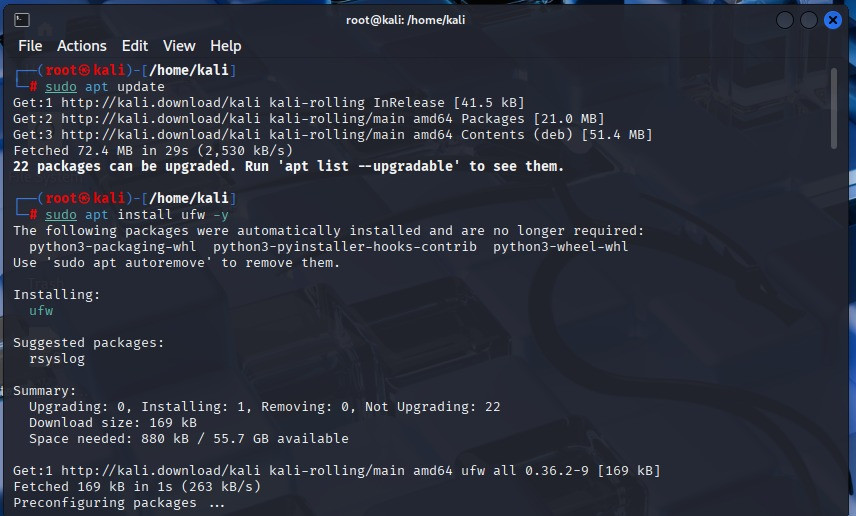 root@kali: /home/kali
File Actions Edit View Help
┌──(root㉿kali)-[/home/kali]
└─# sudo apt update
Get:1 http://kali.download/kali kali-rolling InRelease [41.5 kB]
Get:2 http://kali.download/kali kali-rolling/main amd64 Packages [21.0 MB]
Get:3 http://kali.download/kali kali-rolling/main amd64 Contents (deb) [51.4 MB]
Fetched 72.4 MB in 29s (2,530 kB/s)
22 packages can be upgraded. Run 'apt list --upgradable' to see them.
┌──(root㉿kali)-[/home/kali]
└─# sudo apt install ufw -y
The following packages were automatically installed and are no longer required:
python3-packaging-whl python3-pyinstaller-hooks-contrib python3-wheel-whl
Use 'sudo apt autoremove' to remove them.
Installing:
ufw
Suggested packages:
rsyslog
Summary:
Upgrading: 0, Installing: 1, Removing: 0, Not Upgrading: 22
Download size: 169 kB
Space needed: 880 kB / 55.7 GB available
Get:1 http://kali.download/kali kali-rolling/main amd64 ufw all 0.36.2-9 [169 kB]
Fetched 169 kB in 1s (263 kB/s)
Preconfiguring packages ...